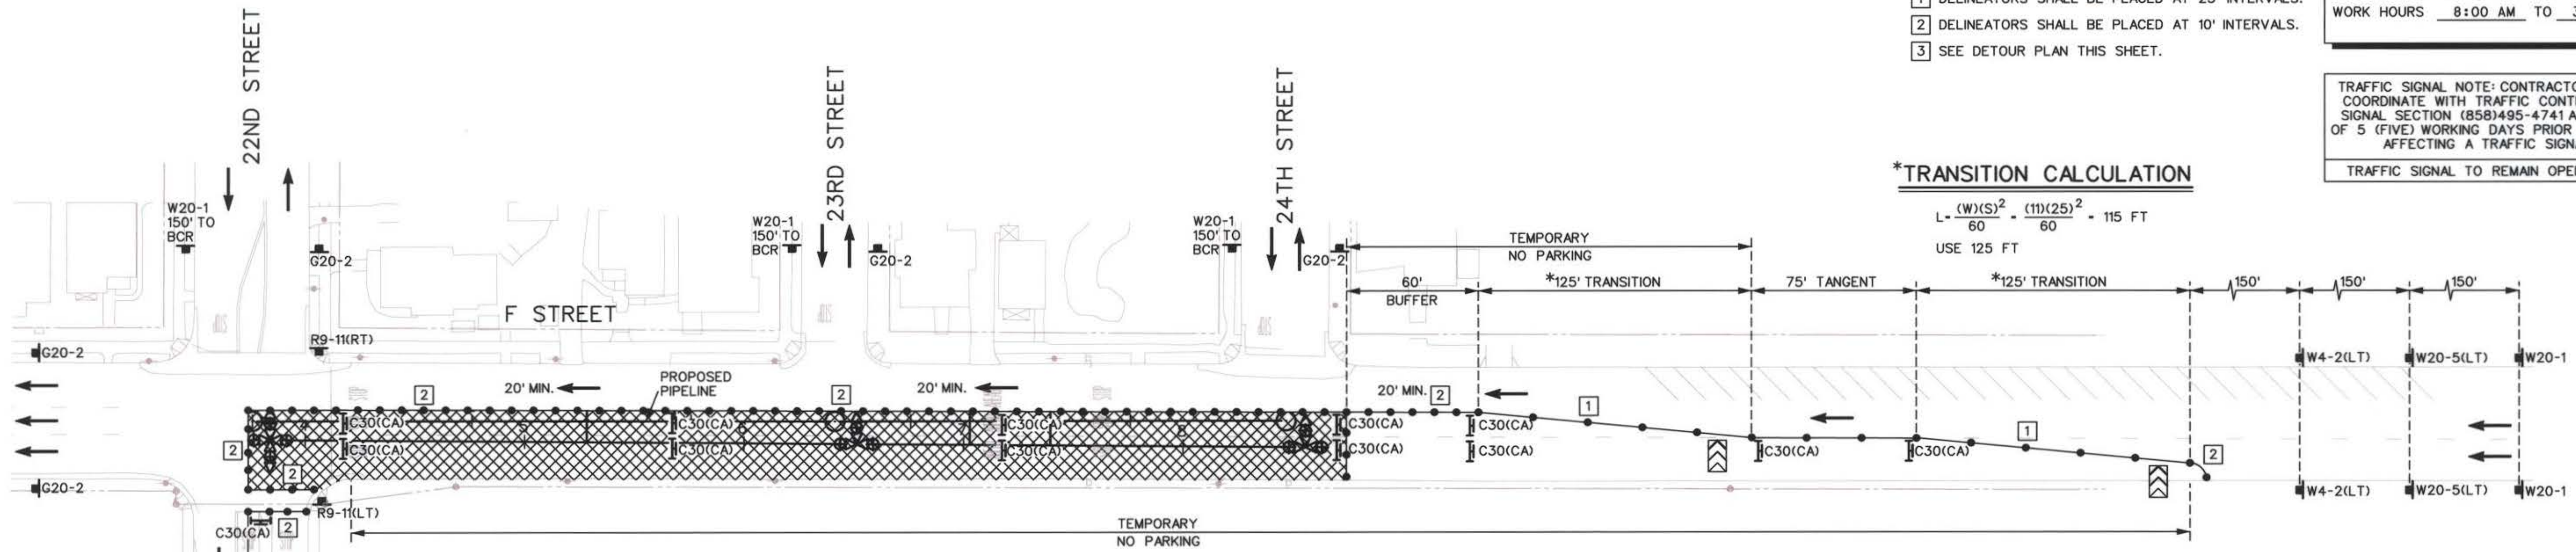 1 DELINEATORS SHALL BE PLACED AT 25' INTERVALS.
2 DELINEATORS SHALL BE PLACED AT 10' INTERVALS.
3 SEE DETOUR PLAN THIS SHEET.
WORK HOURS 8:00 AM TO
TRAFFIC SIGNAL NOTE: CONTRACTO
COORDINATE WITH TRAFFIC CONT
SIGNAL SECTION (858)495-4741 A
OF 5 (FIVE) WORKING DAYS PRIOR
AFFECTING A TRAFFIC SIGN
TRAFFIC SIGNAL TO REMAIN OPE
*TRANSITION CALCULATION
L= (W)(S)² / 60 = (11)(25)² / 60 = 115 FT
USE 125 FT
22ND STREET
23RD STREET
24TH STREET
W20-1
150' TO
BCR
G20-2
W20-1
150' TO
BCR
G20-2
W20-1
150' TO
BCR
G20-2
TEMPORARY
NO PARKING
60'
BUFFER
*125' TRANSITION
75' TANGENT
*125' TRANSITION
150'
150'
150'
F STREET
G20-2
R9-11(RT)
W4-2(LT)
W20-5(LT)
W20-1
2
20' MIN.
PROPOSED
PIPELINE
2
20' MIN.
20' MIN.
2
1
1
2
C30(CA)
C30(CA)
C30(CA)
C30(CA)
C30(CA)
C30(CA)
C30(CA)
C30(CA)
C30(CA)
C30(CA)
C30(CA)
C30(CA)
2
2
5
7
8
G20-2
R9-11(LT)
W4-2(LT)
W20-5(LT)
W20-1
C30(CA)
2
TEMPORARY
NO PARKING